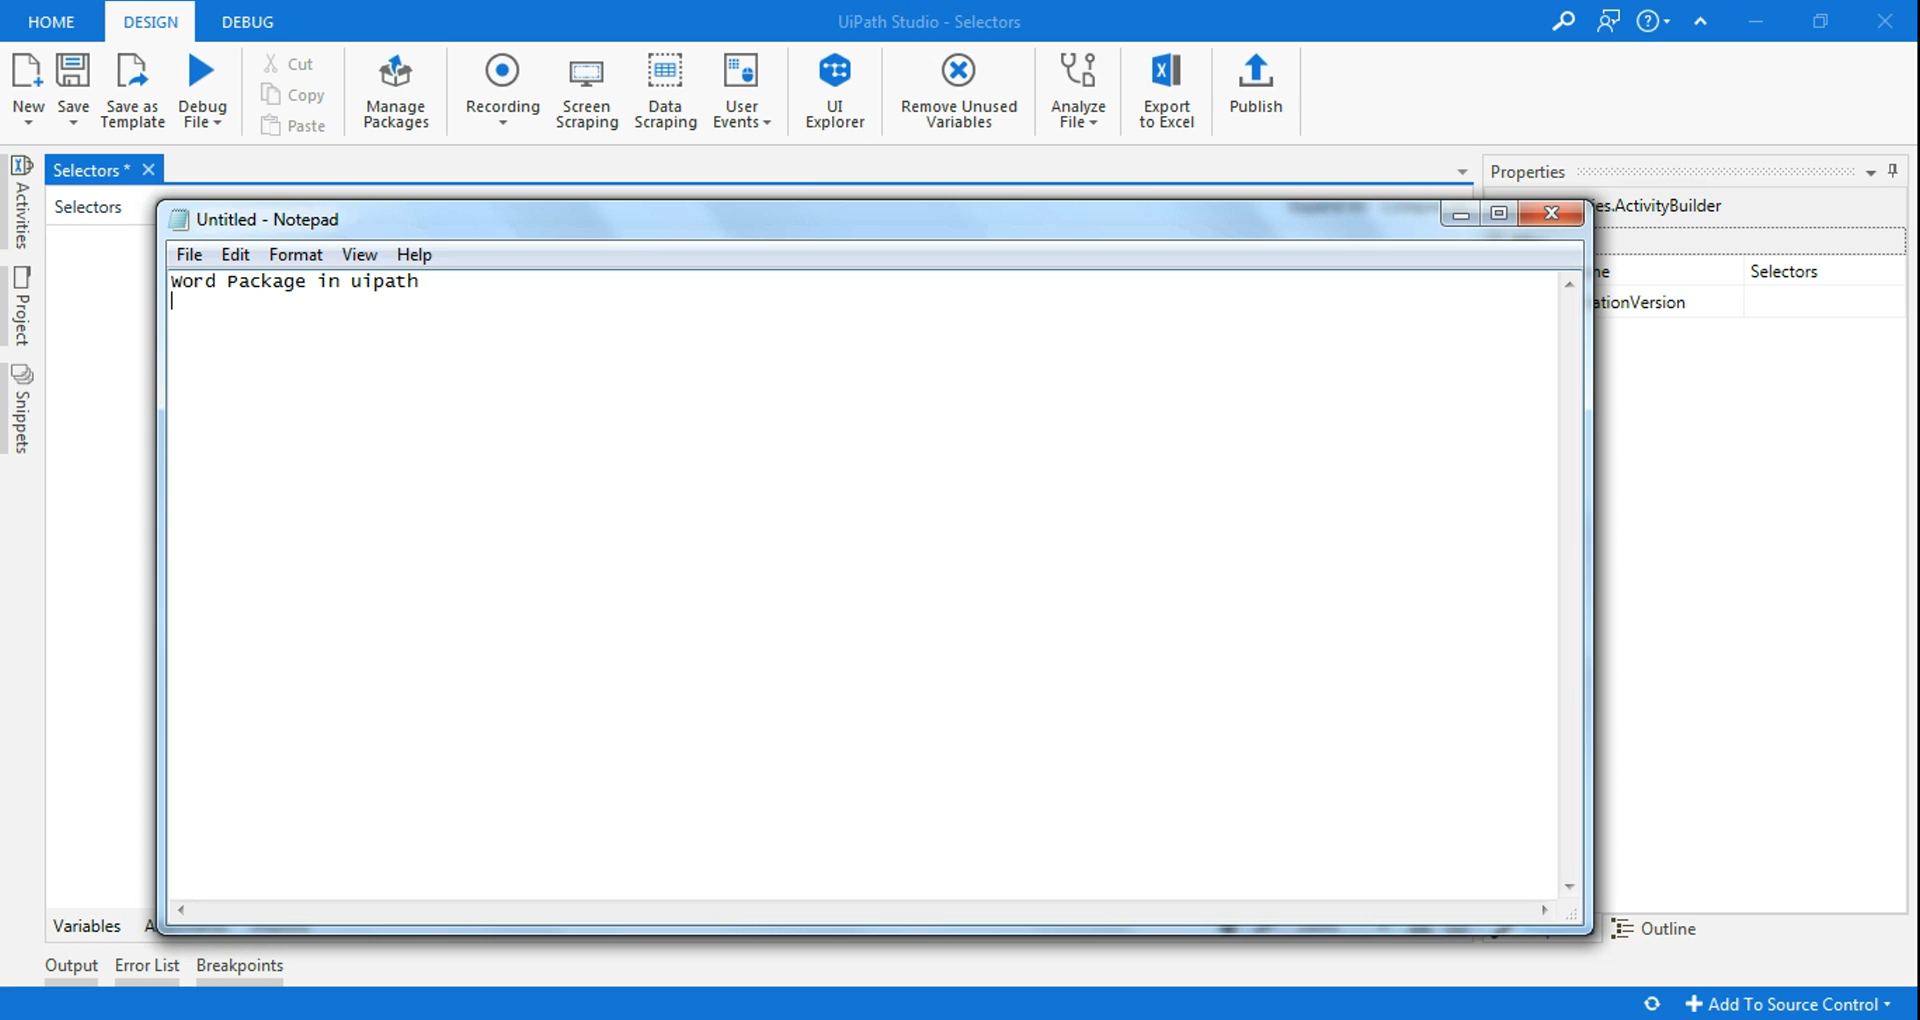 HOME DESIGN DEBUG
UiPath Studio - Selectors
New
Save
Save as Template
Debug File
Cut
Copy
Paste
Manage Packages
Recording
Screen Scraping
Data Scraping
User Events
UI Explorer
Remove Unused Variables
Analyze File
Export to Excel
Publish
Activities
Project
Snippets
Selectors *
Selectors
Properties
es.ActivityBuilder
ne Selectors
ationVersion
Untitled - Notepad
File Edit Format View Help
Word Package in uipath
Variables A
Outline
Output Error List Breakpoints
Add To Source Control